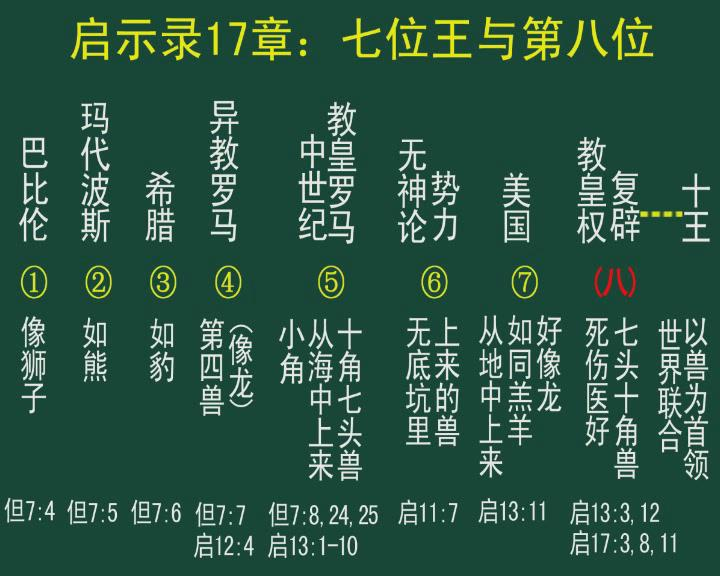 启示录17章：七位王与第八位
巴比伦
玛代波斯
希腊
异教罗马
中世纪
教皇罗马
无神论
势力
美国
教皇权
复辟
十王
①
②
③
④
⑤
⑥
⑦
(八)
像狮子
如熊
如豹
第四兽
（像龙）
小角
从海中上来
十角七头兽
无底坑里
上来的兽
从地中上来
如同羔羊
好像龙
死伤医好
七头十角兽
世界联合
以兽为首领
但7:4
但7:5
但7:6
但7:7
启12:4
但7:8,24,25
启13:1-10
启11:7
启13:11
启13:3,12
启17:3,8,11